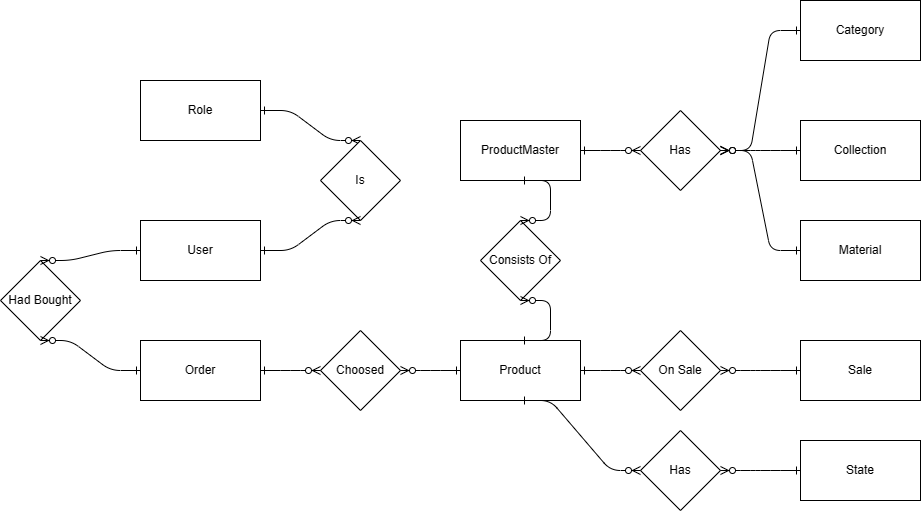 Category
Role
ProductMaster
Has
Collection
Is
User
Consists Of
Material
Had Bought
Order
Choosed
Product
On Sale
Sale
Has
State